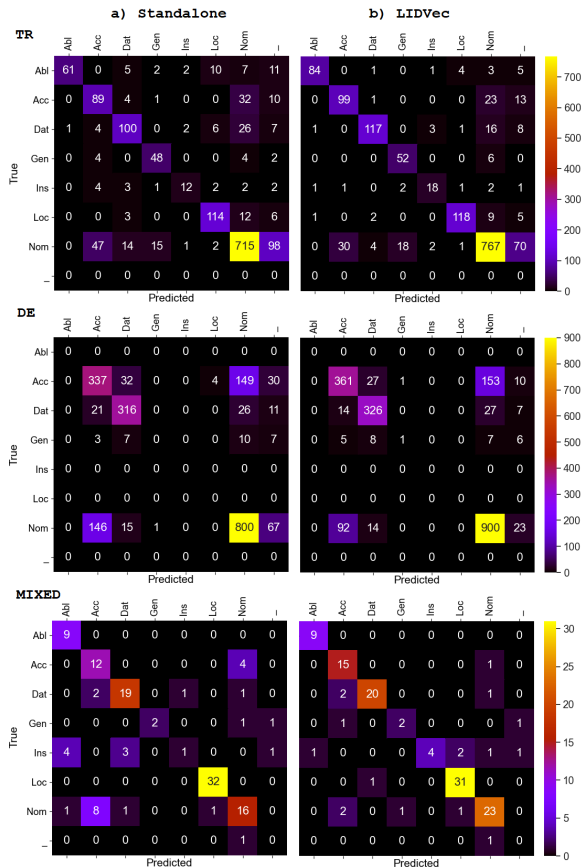 a) Standalone b) LIDVec
TR
Abl Acc Dat Gen Ins Loc Nom _ Abl Acc Dat Gen Ins Loc Nom _
Abl 61 0 5 2 2 10 7 11 84 0 1 0 1 4 3 5
Acc 0 89 4 1 0 0 32 10 0 99 1 0 0 0 23 13
Dat 1 4 100 0 2 6 26 7 1 0 117 0 3 1 16 8
Gen 0 4 0 48 0 0 4 2 0 0 0 52 0 0 6 0
Ins 0 4 3 1 12 2 2 2 1 1 0 2 18 1 2 2
Loc 0 0 3 0 0 114 12 6 1 0 2 0 0 118 9 5
Nom 0 47 14 15 1 2 715 98 0 30 4 18 2 1 767 70
_ 0 0 0 0 0 0 0 0 0 0 0 0 0 0 0 0
True
Predicted Predicted
700
600
500
400
300
200
100
0
DE
Abl Acc Dat Gen Ins Loc Nom _ Abl Acc Dat Gen Ins Loc Nom _
Abl 0 0 0 0 0 0 0 0 0 0 0 0 0 0 0 0
Acc 0 337 32 0 0 4 149 30 0 361 27 1 0 0 153 10
Dat 0 21 316 0 0 0 26 11 0 14 326 0 0 0 27 7
Gen 0 3 7 0 0 0 10 7 0 5 8 1 0 0 7 6
Ins 0 0 0 0 0 0 0 0 0 0 0 0 0 0 0 0
Loc 0 0 0 0 0 0 0 0 0 0 0 0 0 0 0 0
Nom 0 146 15 1 0 0 800 67 0 92 14 0 0 0 900 23
_ 0 0 0 0 0 0 0 0 0 0 0 0 0 0 0 0
True
Predicted Predicted
900
800
700
600
500
400
300
200
100
0
MIXED
Abl Acc Dat Gen Ins Loc Nom _ Abl Acc Dat Gen Ins Loc Nom _
Abl 9 0 0 0 0 0 0 0 9 0 0 0 0 0 0 0
Acc 0 12 0 0 0 0 4 0 0 15 0 0 0 0 1 0
Dat 0 2 19 0 1 0 1 0 0 2 20 0 0 0 1 0
Gen 0 0 0 2 0 0 1 1 0 1 0 2 0 0 0 1
Ins 4 0 3 0 1 0 0 1 1 0 0 0 4 2 1 1
Loc 0 0 0 0 0 32 0 0 0 0 1 0 0 31 0 0
Nom 1 8 1 0 0 1 16 0 0 2 0 1 0 1 23 0
_ 0 0 0 0 0 0 1 0 0 0 0 0 0 0 1 0
True
Predicted Predicted
30
25
20
15
10
5
0